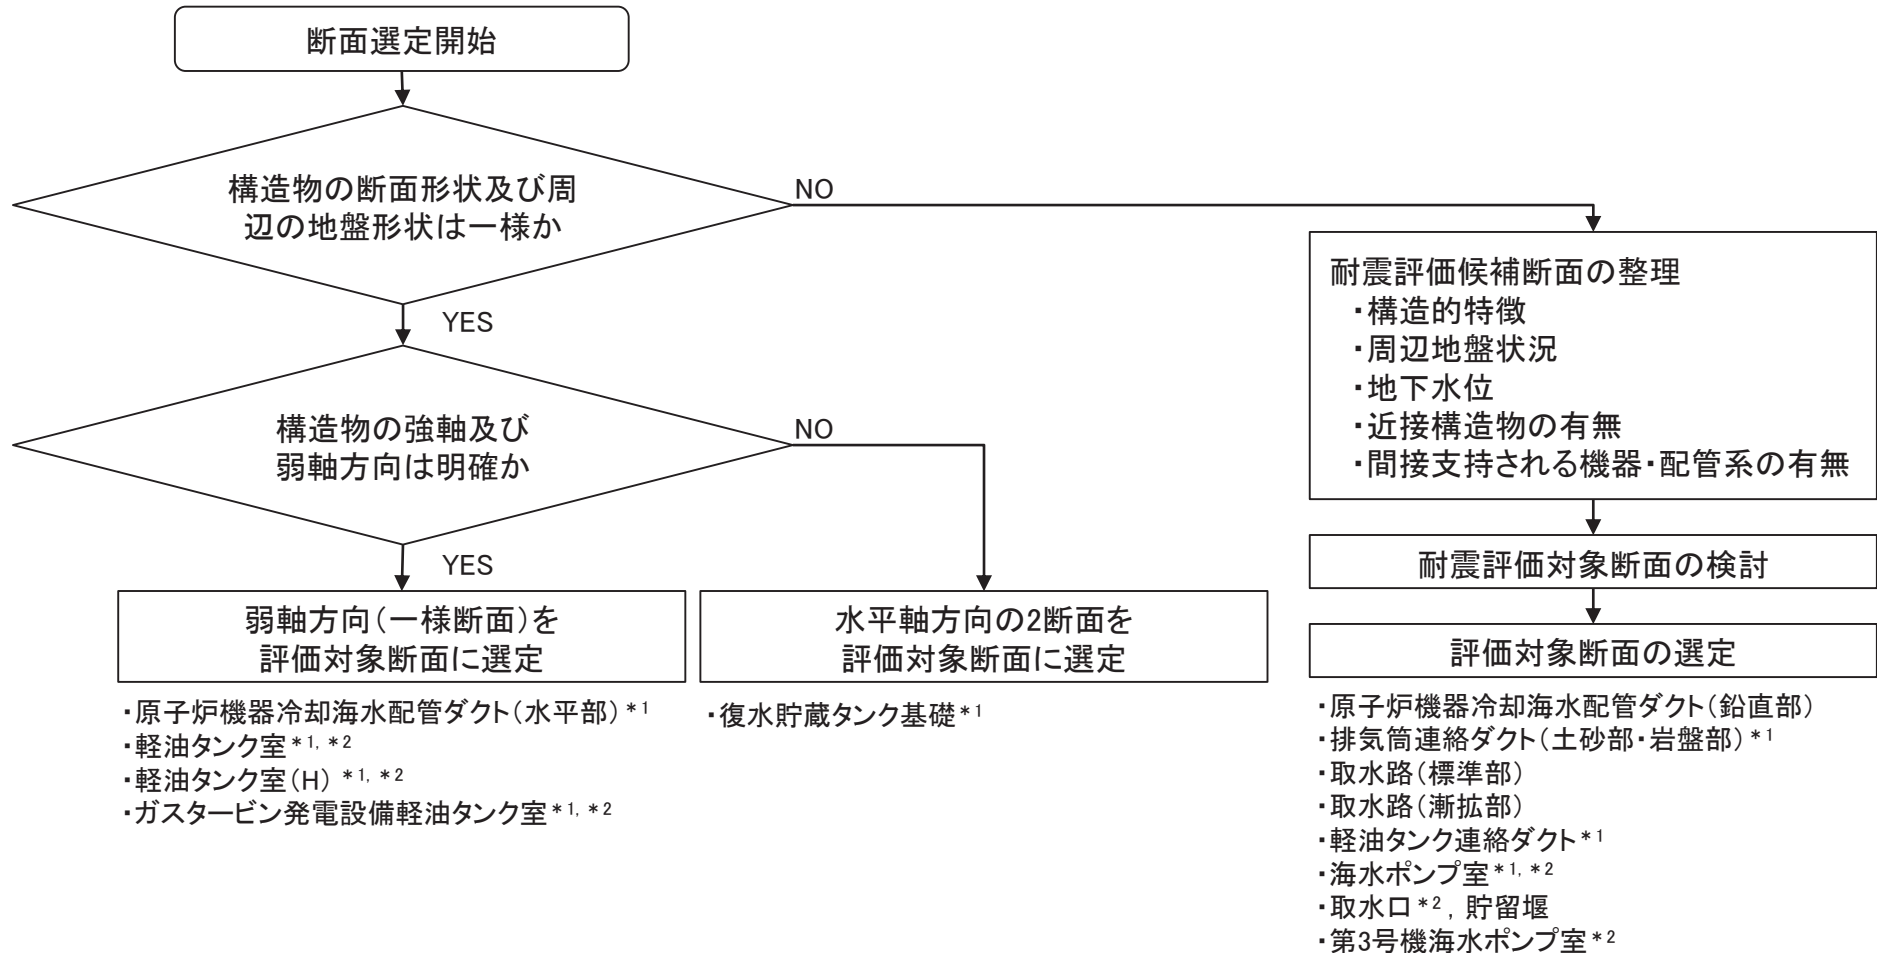 断面選定開始
構造物の断面形状及び周
辺の地盤形状は一様か
NO
YES
構造物の強軸及び
弱軸方向は明確か
NO
YES
弱軸方向(一様断面)を
評価対象断面に選定
・原子炉機器冷却海水配管ダクト(水平部)*1
・軽油タンク室*1, *2
・軽油タンク室(H) *1, *2
・ガスタービン発電設備軽油タンク室*1, *2
水平軸方向の2断面を
評価対象断面に選定
・復水貯蔵タンク基礎*1
耐震評価候補断面の整理
・構造的特徴
・周辺地盤状況
・地下水位
・近接構造物の有無
・間接支持される機器・配管系の有無
耐震評価対象断面の検討
評価対象断面の選定
・原子炉機器冷却海水配管ダクト(鉛直部)
・排気筒連絡ダクト(土砂部・岩盤部)*1
・取水路(標準部)
・取水路(漸拡部)
・軽油タンク連絡ダクト*1
・海水ポンプ室*1, *2
・取水口*2, 貯留堰
・第3号機海水ポンプ室*2